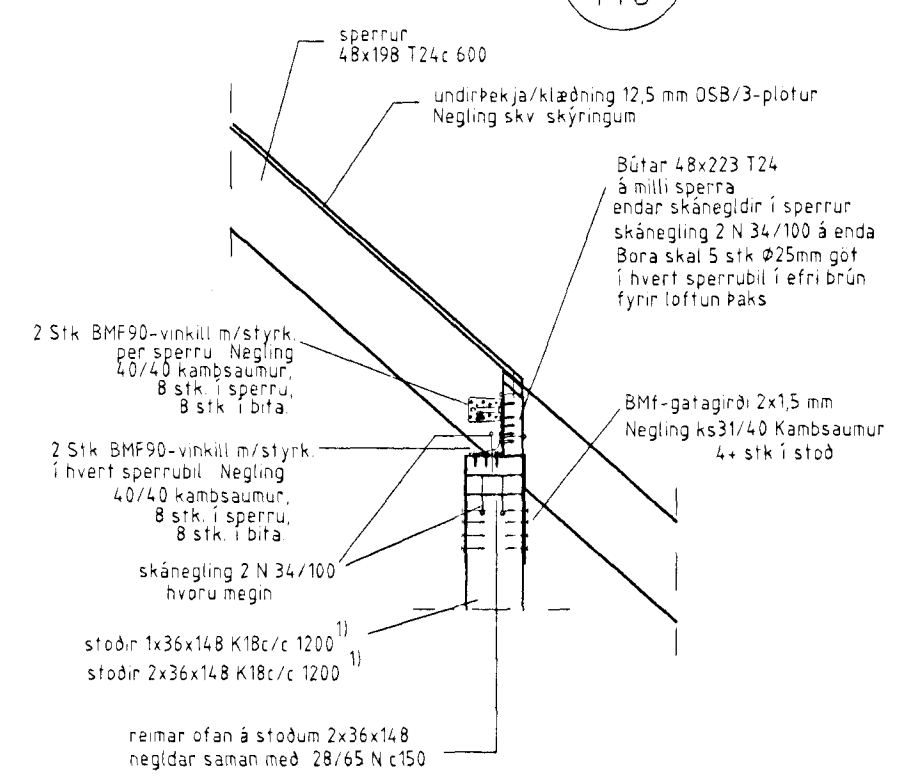 sperrur
48x198 T24c 600
undirþekja/klæðning 12,5 mm OSB/3-plötur
Negling skv skýringum
Bútar 48x223 T24
á milli sperra
endar skánegldir í sperrur
skánegling 2 N 34/100 á enda
Bora skal 5 stk Φ25mm göt
í hvert sperrubil í efri brún
fyrir loftun þaks
2 Stk BMF90-vinkill m/styrk.
per sperru Negling
40/40 kambsaumur,
8 stk. í sperru,
8 stk í bita.
BMf-gatagirði 2x1,5 mm
Negling ks31/40 Kambsaumur
4+ stk í stoð
2 Stk BMF90-vinkill m/styrk.
í hvert sperrubil Negling
40/40 kambsaumur,
8 stk. í sperru,
8 stk. í bita.
skánegling 2 N 34/100
hvoru megin
stoðir 1x36x148 K18c/c 1200 1)
stoðir 2x36x148 K18c/c 1200 1)
reimar ofan á stoðum 2x36x148
negldar saman með 28/65 N c150